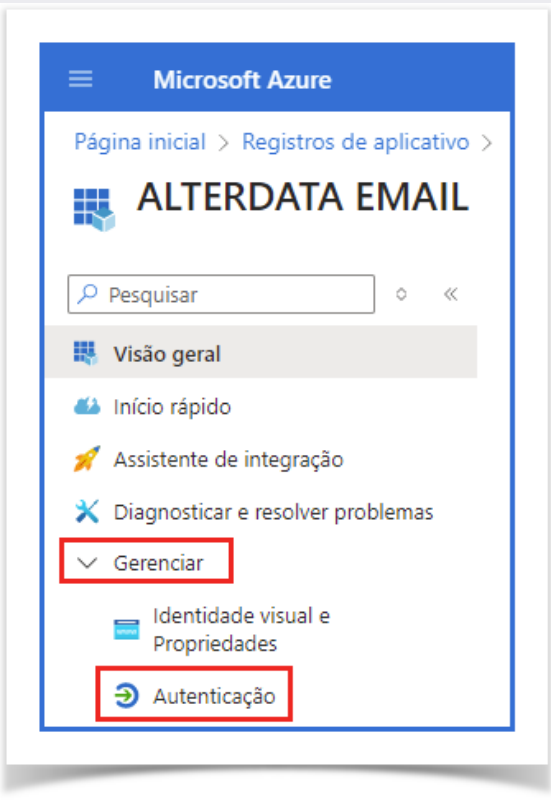 Microsoft Azure
Página inicial > Registros de aplicativo >
ALTERDATA EMAIL
Pesquisar
Visão geral
Início rápido
Assistente de integração
Diagnosticar e resolver problemas
Gerenciar
Identidade visual e
Propriedades
Autenticação